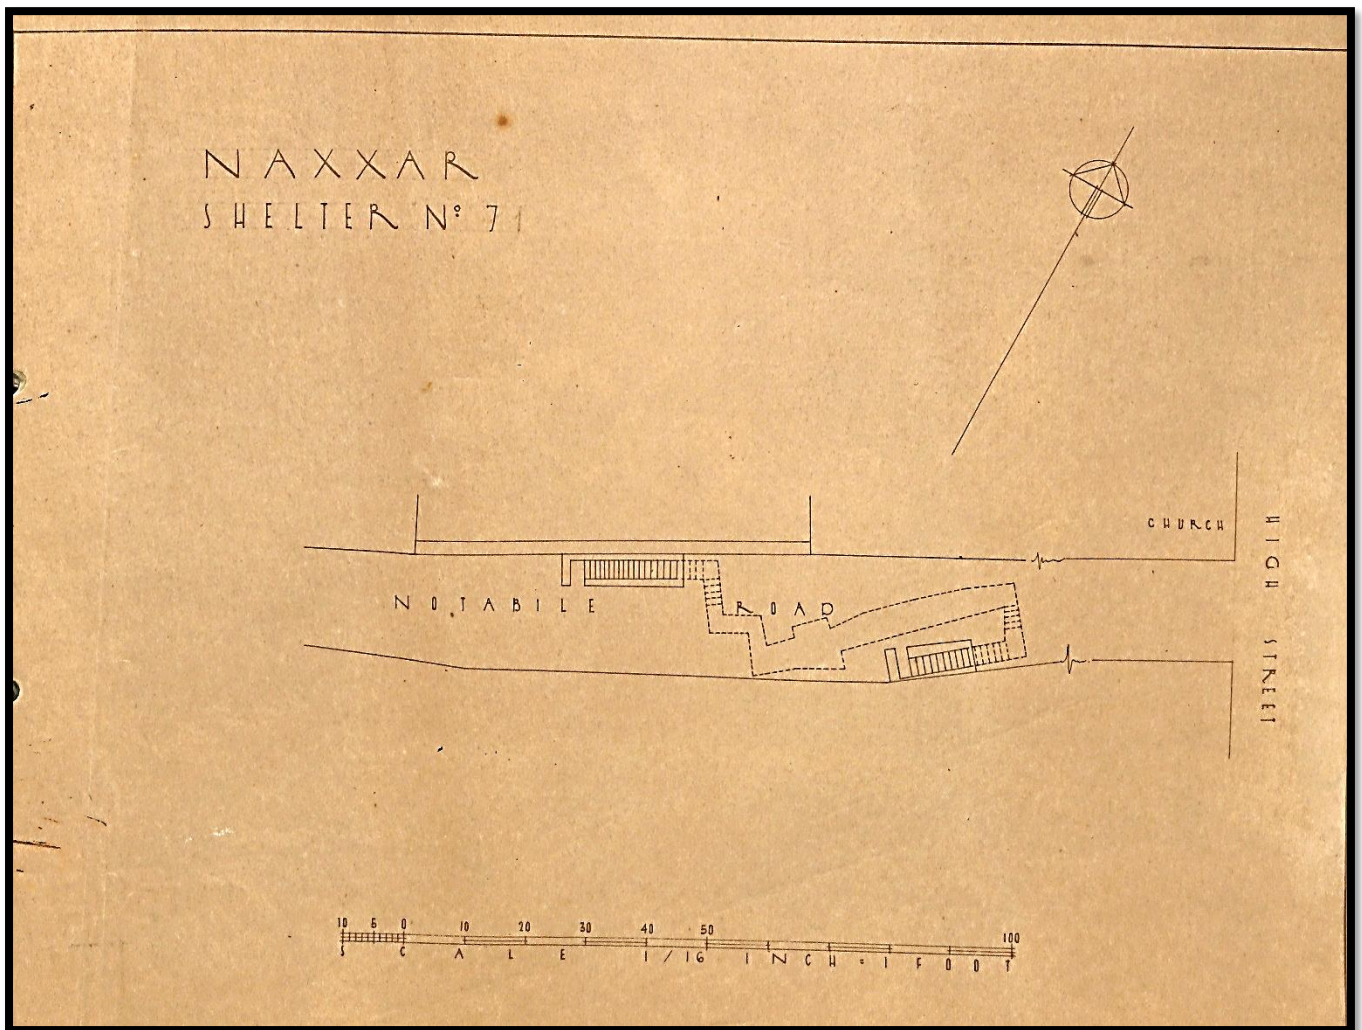 NAXXAR
SHELTER Nº 71
CHURCH
HIGH STREET
NOTABILE ROAD
10 5 0 10 20 30 40 50 100
SCALE 1/16 INCH = 1 FOOT